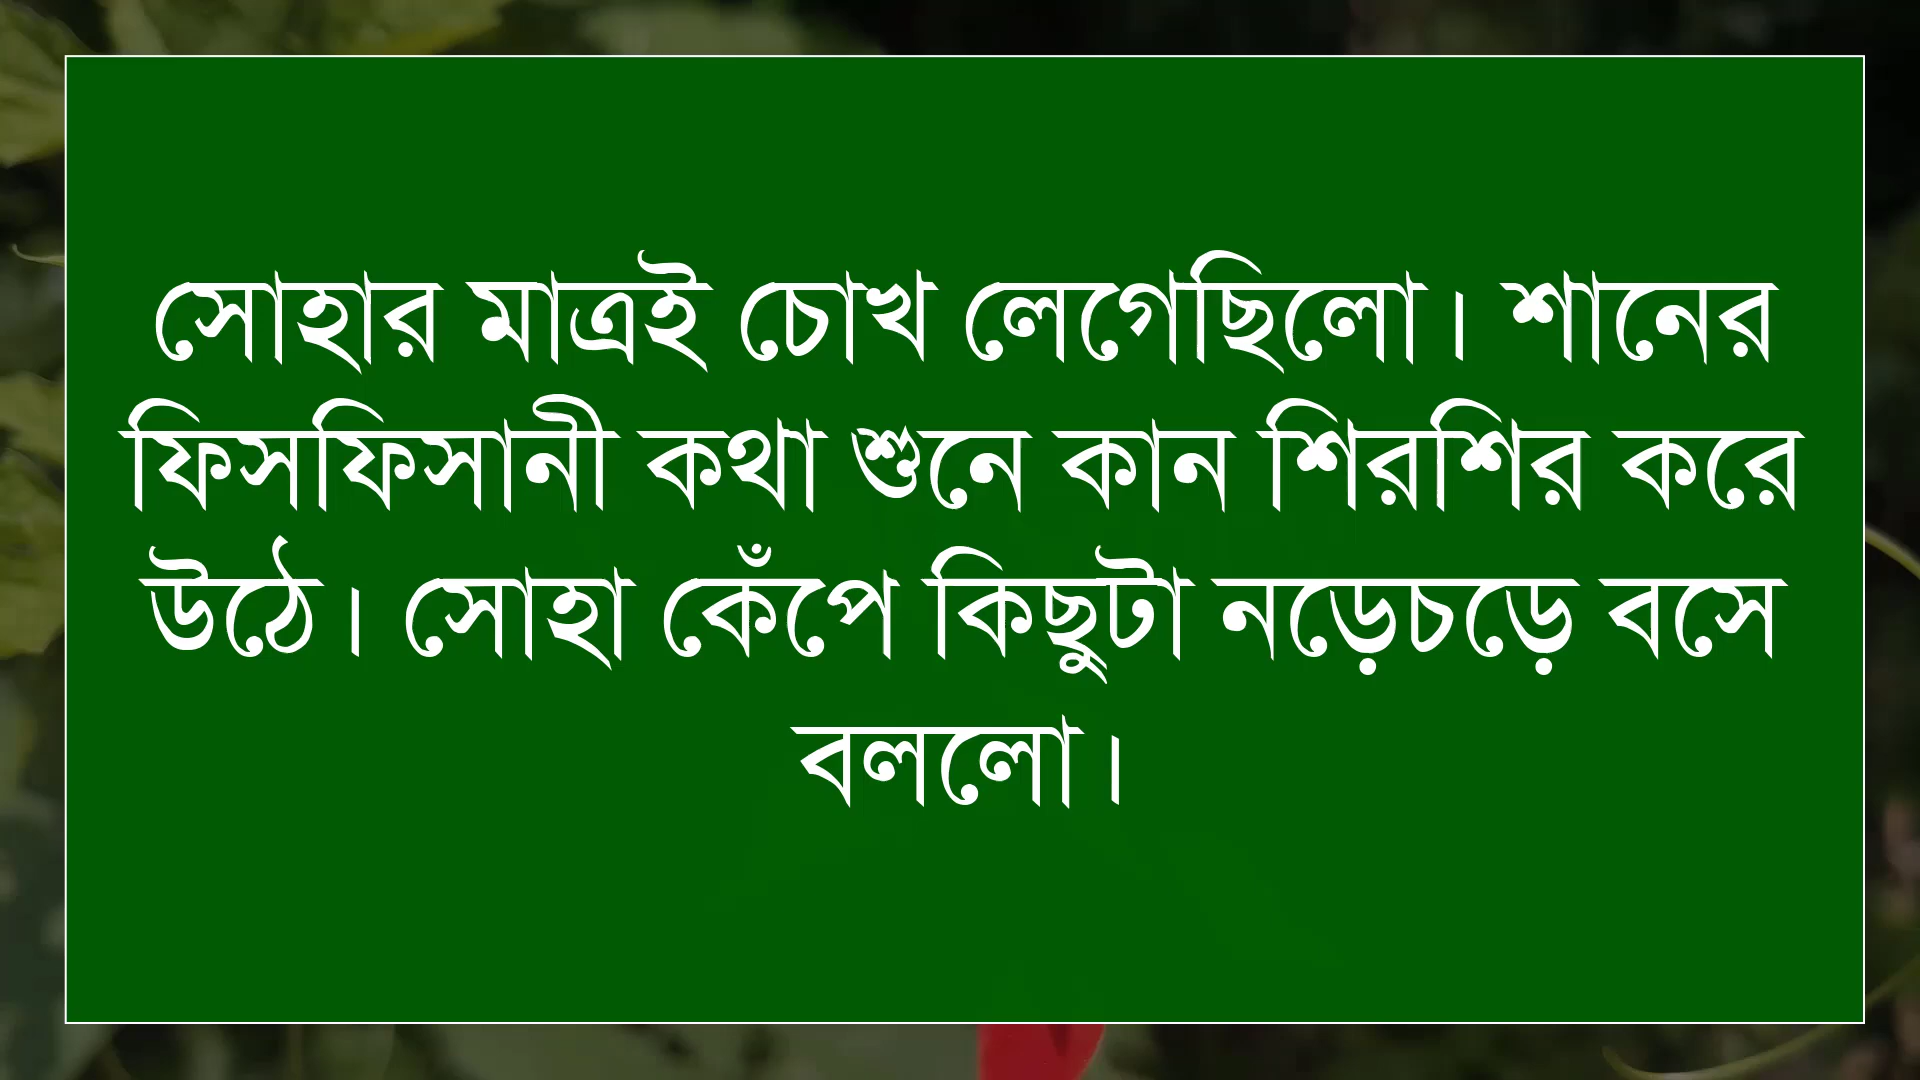 সোহার মাত্রই চোখ লেগেছিলো। শানের
ফিসফিসানী কথা শুনে কান শিরশির করে
উঠে। সোহা কেঁপে কিছুটা নড়েচড়ে বসে
বললো।